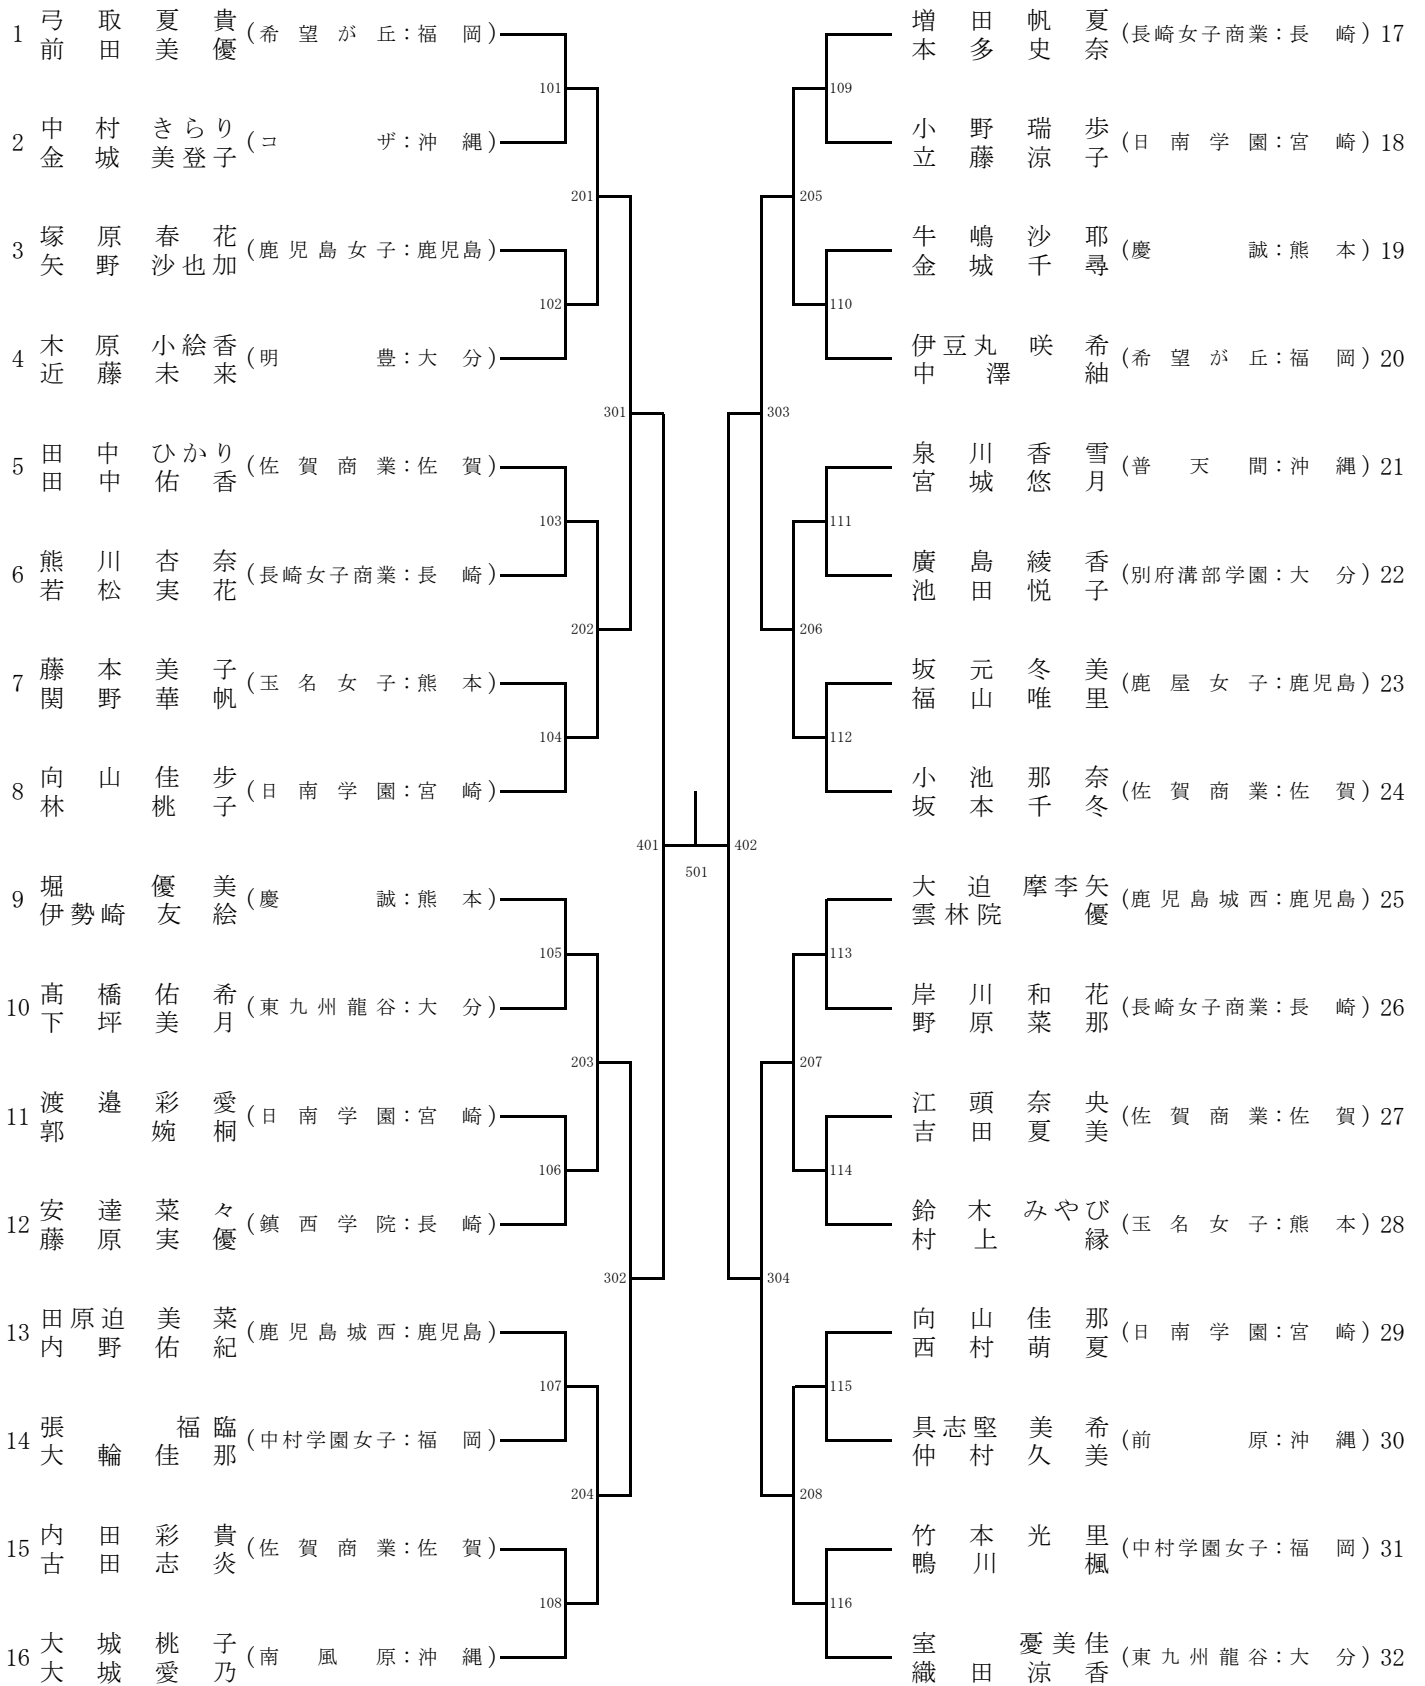 弓取夏貴
1 (希望が丘:福岡)
前田美優
101
中村きらり
2 (コザ:沖縄)
金城美登子
201
塚原春花
3 (鹿児島女子:鹿児島)
矢野沙也加
102
木原小絵香
4 (明豊:大分)
近藤未来
301
田中ひかり
5 (佐賀商業:佐賀)
田中佑香
103
熊川杏奈
6 (長崎女子商業:長崎)
若松実花
202
藤本美子
7 (玉名女子:熊本)
関野華帆
104
向山佳歩
8 (日南学園:宮崎)
林桃子
401
堀優美
9 (慶誠:熊本)
伊勢崎友絵
105
髙橋佑希
10 (東九州龍谷:大分)
下坪美月
203
渡邉彩愛
11 (日南学園:宮崎)
郭婉桐
106
安達菜々
12 (鎮西学院:長崎)
藤原実優
302
田原迫美菜
13 (鹿児島城西:鹿児島)
内野佑紀
107
張福臨
14 (中村学園女子:福岡)
大輪佳那
204
内田彩貴
15 (佐賀商業:佐賀)
古田志炎
108
大城桃子
16 (南風原:沖縄)
大城愛乃
501
増田帆夏
(長崎女子商業:長崎) 17
本多史奈
109
小野瑞歩
(日南学園:宮崎) 18
立藤涼子
205
牛嶋沙耶
(慶誠:熊本) 19
金城千尋
110
伊豆丸咲希
(希望が丘:福岡) 20
中澤紬
303
泉川香雪
(普天間:沖縄) 21
宮城悠月
111
廣島綾香
(別府溝部学園:大分) 22
池田悦子
206
坂元冬美
(鹿屋女子:鹿児島) 23
福山唯里
112
小池那奈
(佐賀商業:佐賀) 24
坂本千冬
402
大迫摩李矢
(鹿児島城西:鹿児島) 25
雲林院優
113
岸川和花
(長崎女子商業:長崎) 26
野原菜那
207
江頭奈央
(佐賀商業:佐賀) 27
吉田夏美
114
鈴木みやび
(玉名女子:熊本) 28
村上縁
304
向山佳那
(日南学園:宮崎) 29
西村萌夏
115
具志堅美希
(前原:沖縄) 30
仲村久美
208
竹本光里
(中村学園女子:福岡) 31
鴨川楓
116
室憂美佳
(東九州龍谷:大分) 32
織田涼香